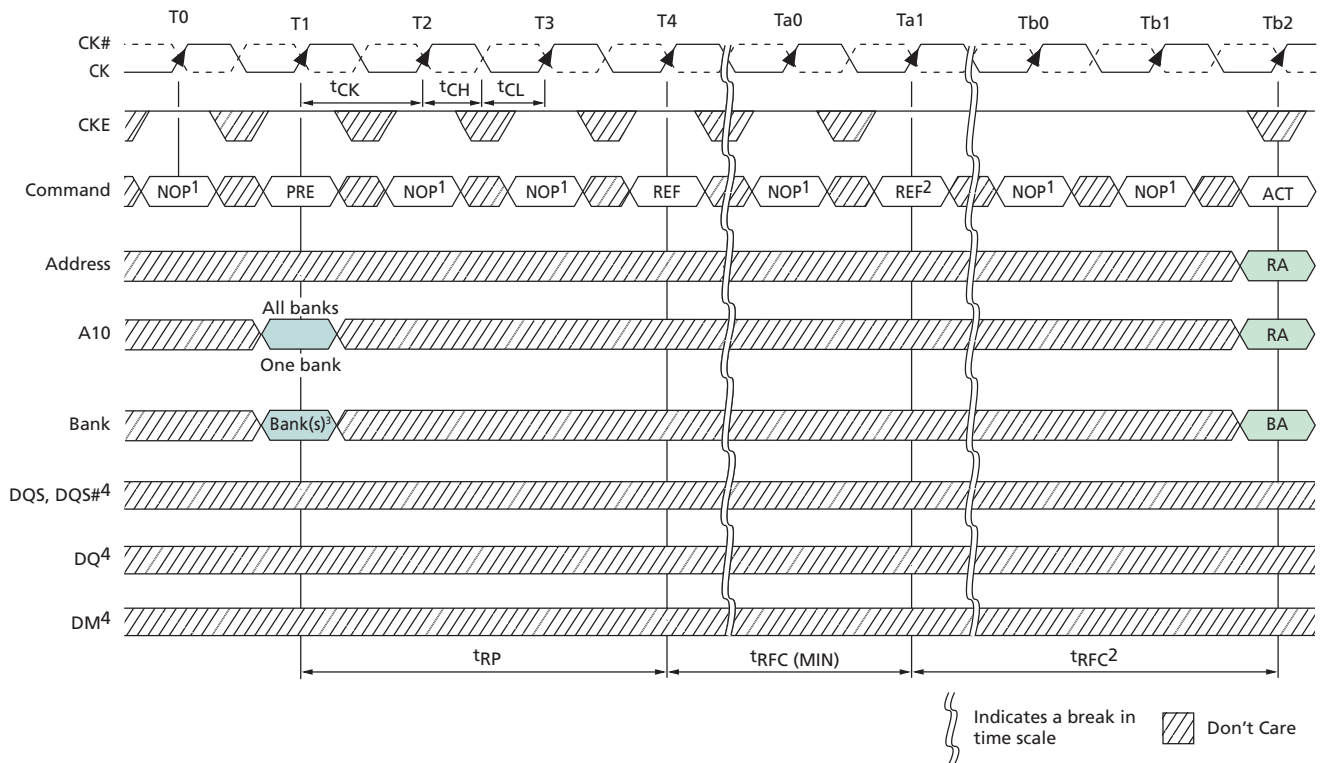 T0 T1 T2 T3 T4 Ta0 Ta1 Tb0 Tb1 Tb2
CK#
CK
tCK tCH tCL
CKE
Command NOP1 PRE NOP1 NOP1 REF NOP1 REF2 NOP1 NOP1 ACT
Address RA
All banks
A10 RA
One bank
Bank Bank(s)3 BA
DQS, DQS#4
DQ4
DM4
tRP tRFC (MIN) tRFC2
Indicates a break in
time scale
Don't Care